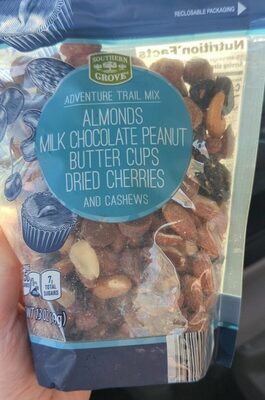 RECLOSABLE PACKAGING
Nutrition Facts
SOUTHERN
GROVE
ADVENTURE TRAIL MIX
ALMONDS
MILK CHOCOLATE PEANUT
BUTTER CUPS
DRIED CHERRIES
AND CASHEWS
7g
TOTAL
SUGARS